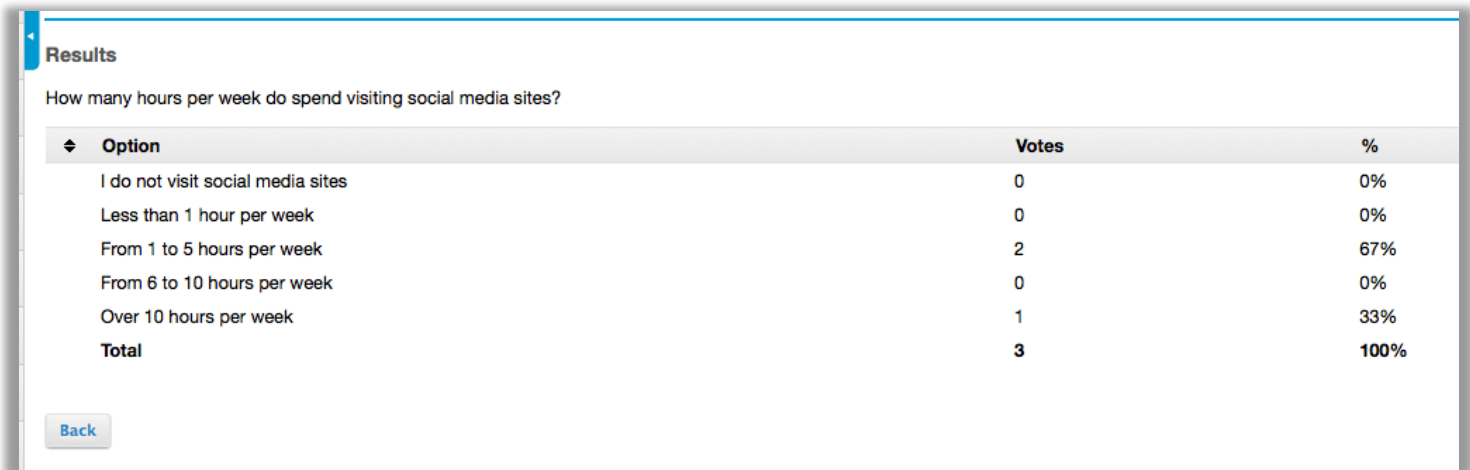 Results
How many hours per week do spend visiting social media sites?
Option Votes %
I do not visit social media sites 0 0%
Less than 1 hour per week 0 0%
From 1 to 5 hours per week 2 67%
From 6 to 10 hours per week 0 0%
Over 10 hours per week 1 33%
Total 3 100%
Back